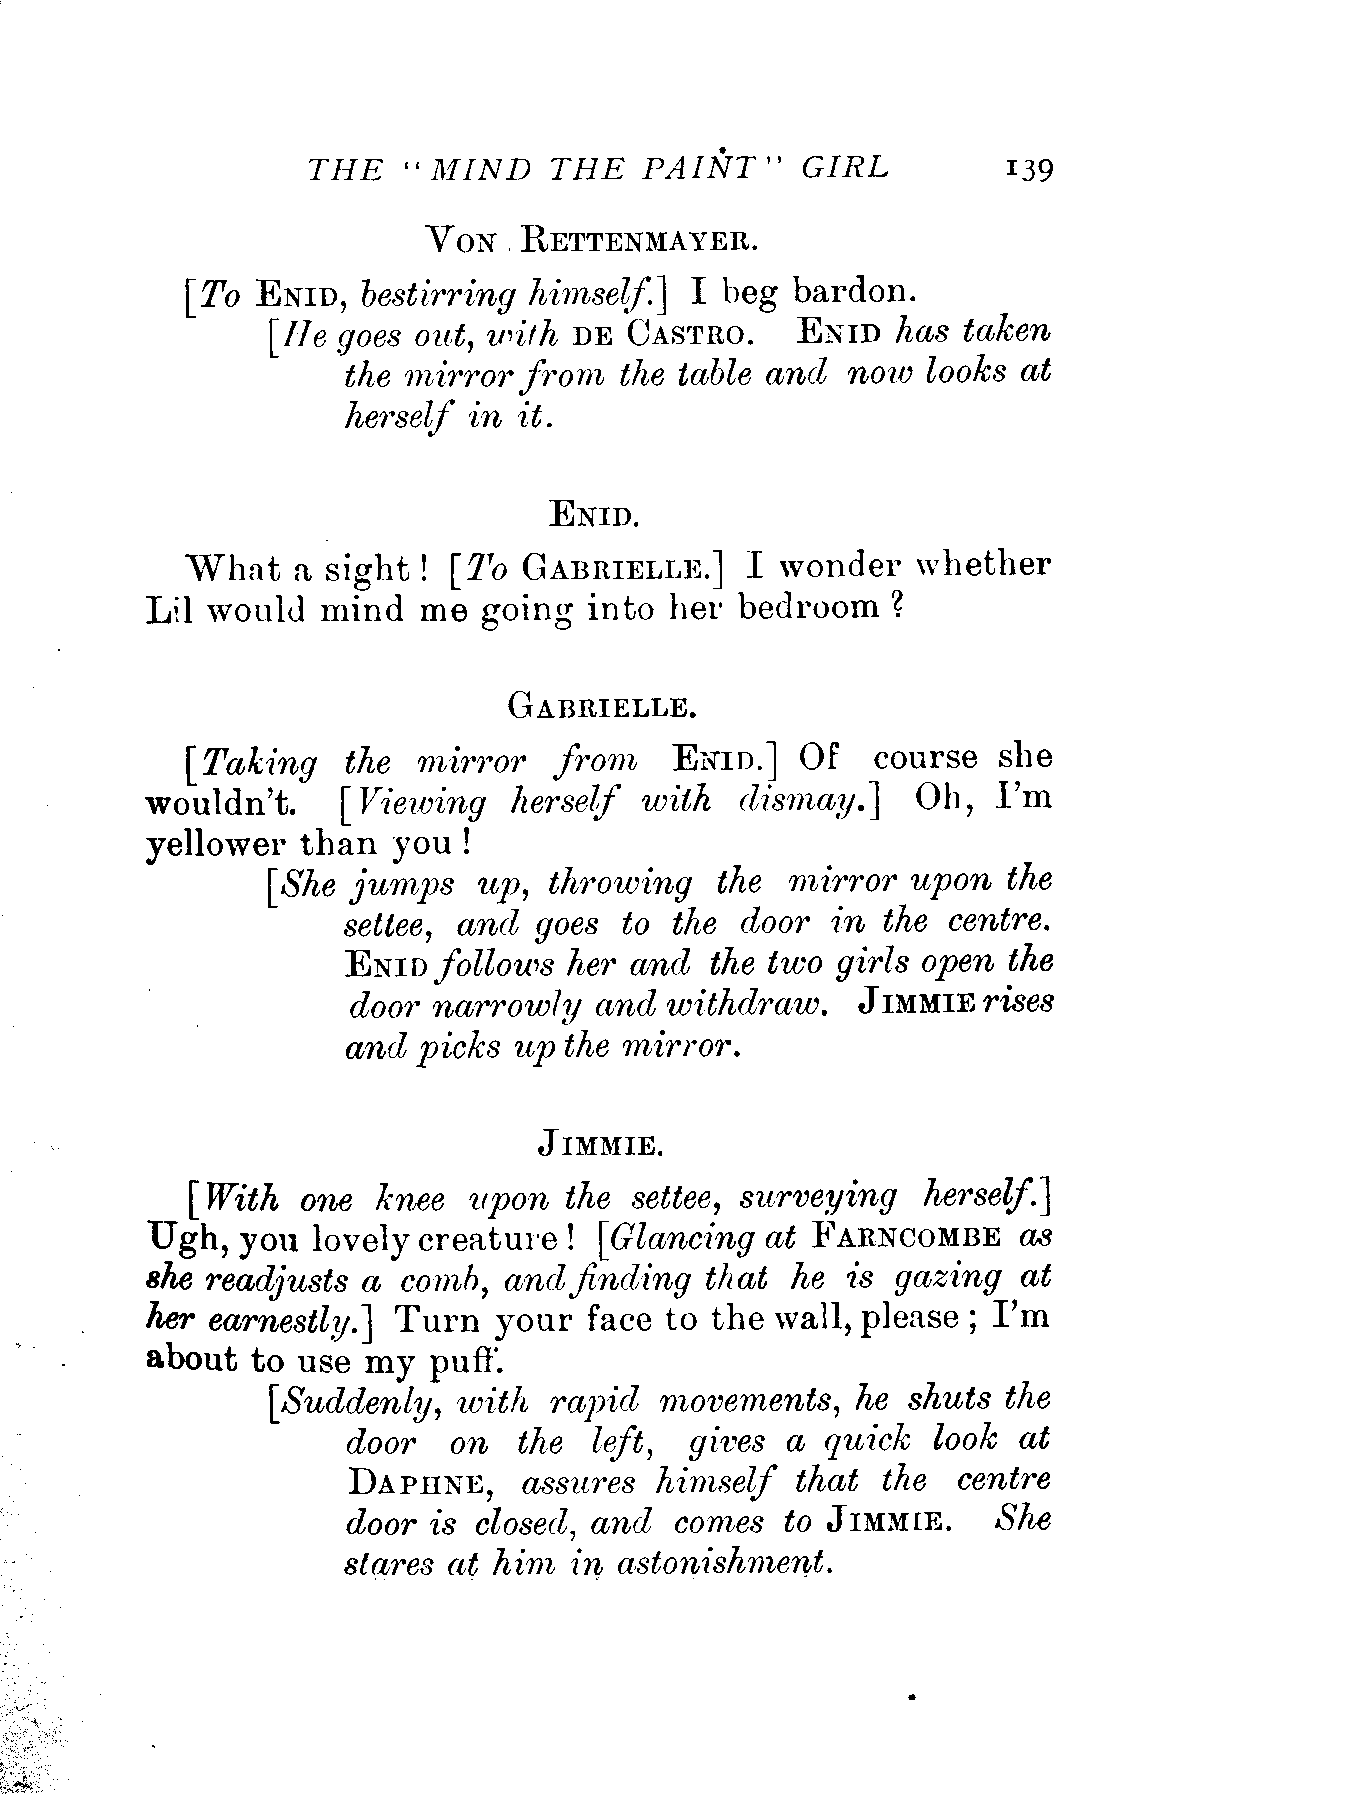 THE "MIND THE PAINT" GIRL 139
VON RETTENMAYER.
[To ENID, bestirring himself.] I beg bardon.
[He goes out, with DE CASTRO. ENID has taken
the mirror from the table and now looks at
herself in it.
ENID.
What a sight! [To GABRIELLE.] I wonder whether
Lil would mind me going into her bedroom?
GABRIELLE.
[Taking the mirror from ENID.] Of course she
wouldn't. [Viewing herself with dismay.] Oh, I'm
yellower than you!
[She jumps up, throwing the mirror upon the
settee, and goes to the door in the centre.
ENID follows her and the two girls open the
door narrowly and withdraw. JIMMIE rises
and picks up the mirror.
JIMMIE.
[With one knee upon the settee, surveying herself.]
Ugh, you lovely creature! [Glancing at FARNCOMBE as
she readjusts a comb, and finding that he is gazing at
her earnestly.] Turn your face to the wall, please; I'm
about to use my puff.
[Suddenly, with rapid movements, he shuts the
door on the left, gives a quick look at
DAPHNE, assures himself that the centre
door is closed, and comes to JIMMIE. She
stares at him in astonishment.